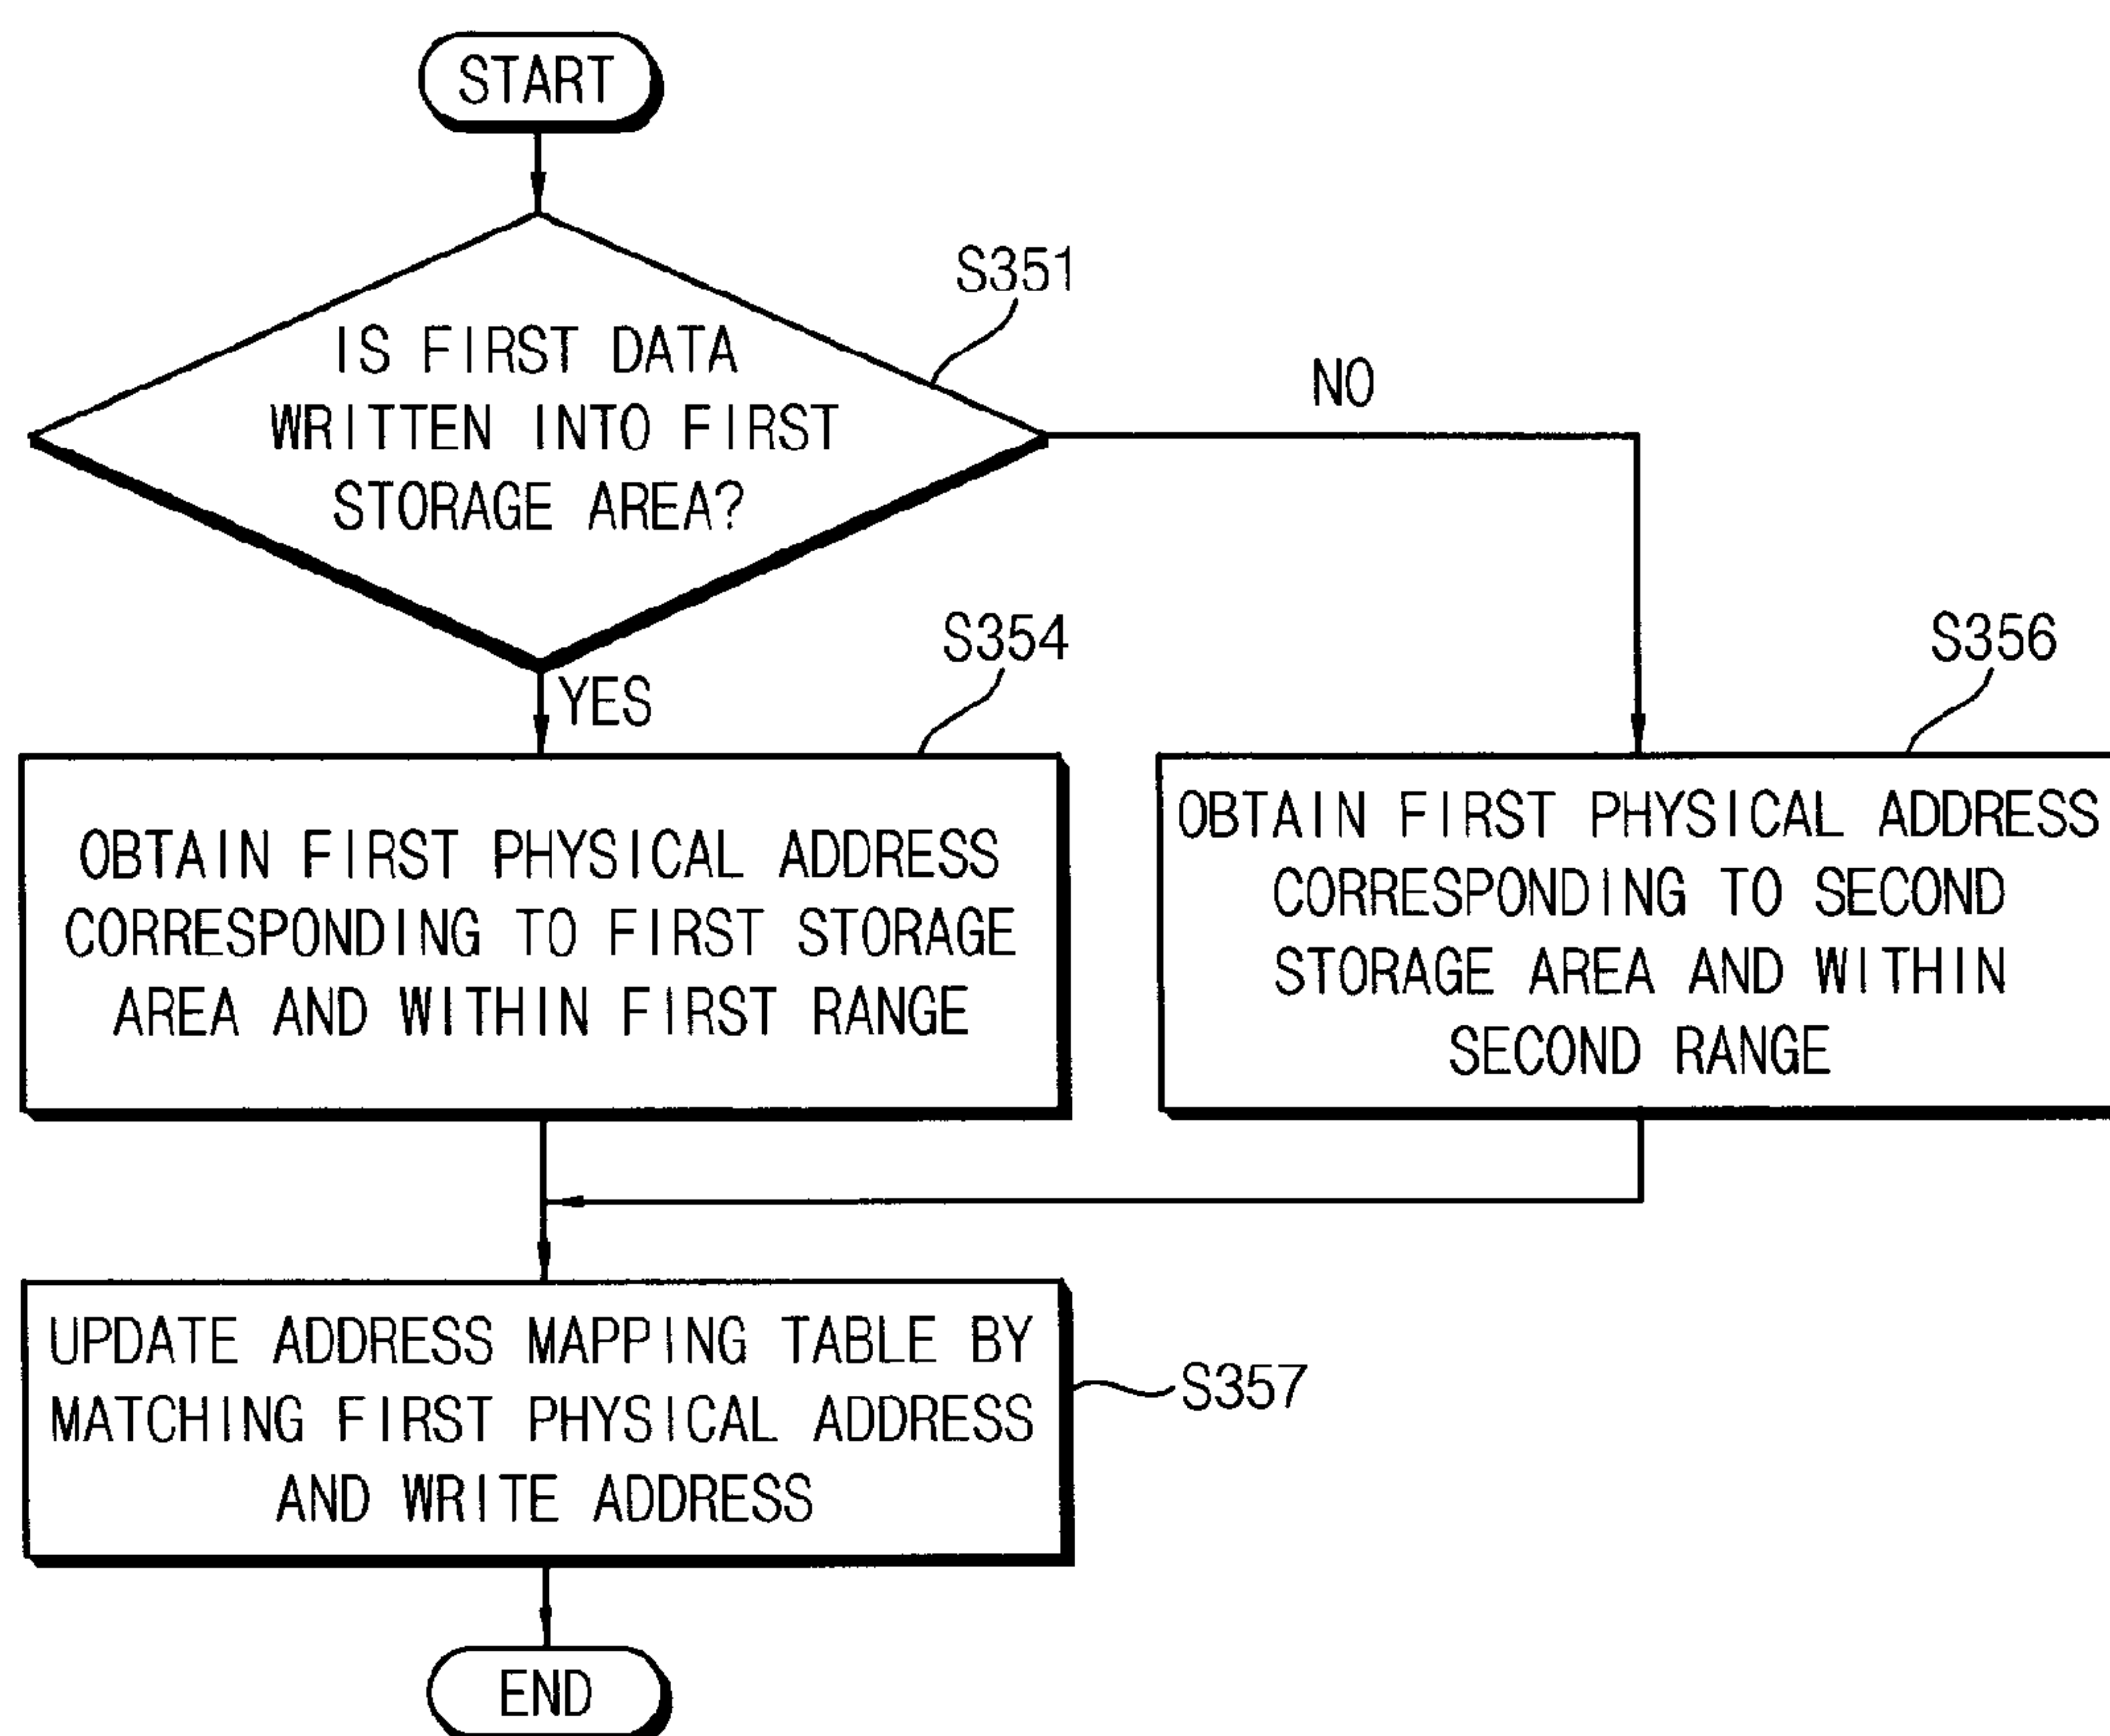 START
S351
IS FIRST DATA
WRITTEN INTO FIRST
STORAGE AREA?
NO
YES
S354
S356
OBTAIN FIRST PHYSICAL ADDRESS
CORRESPONDING TO FIRST STORAGE
AREA AND WITHIN FIRST RANGE
OBTAIN FIRST PHYSICAL ADDRESS
CORRESPONDING TO SECOND
STORAGE AREA AND WITHIN
SECOND RANGE
UPDATE ADDRESS MAPPING TABLE BY
MATCHING FIRST PHYSICAL ADDRESS
AND WRITE ADDRESS
S357
END